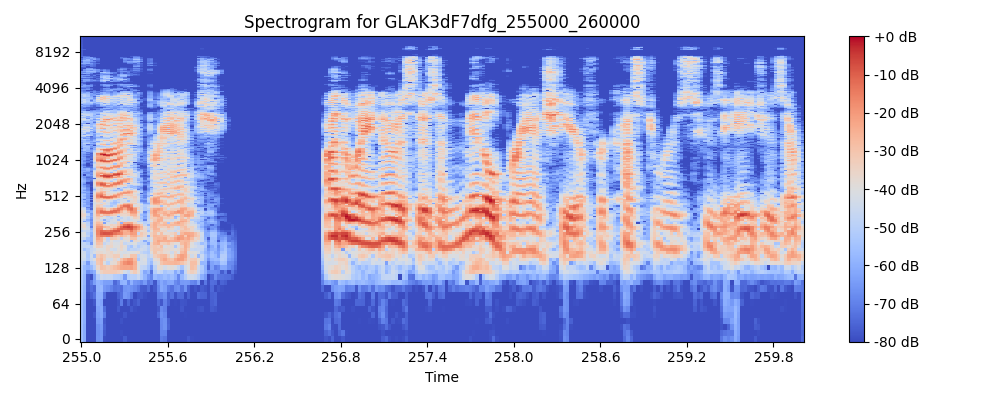 Spectrogram for GLAK3dF7dfg_255000_260000
Hz
8192
4096
2048
1024
512
256
128
64
0
255.0 255.6 256.2 256.8 257.4 258.0 258.6 259.2 259.8
Time
+0 dB
-10 dB
-20 dB
-30 dB
-40 dB
-50 dB
-60 dB
-70 dB
-80 dB